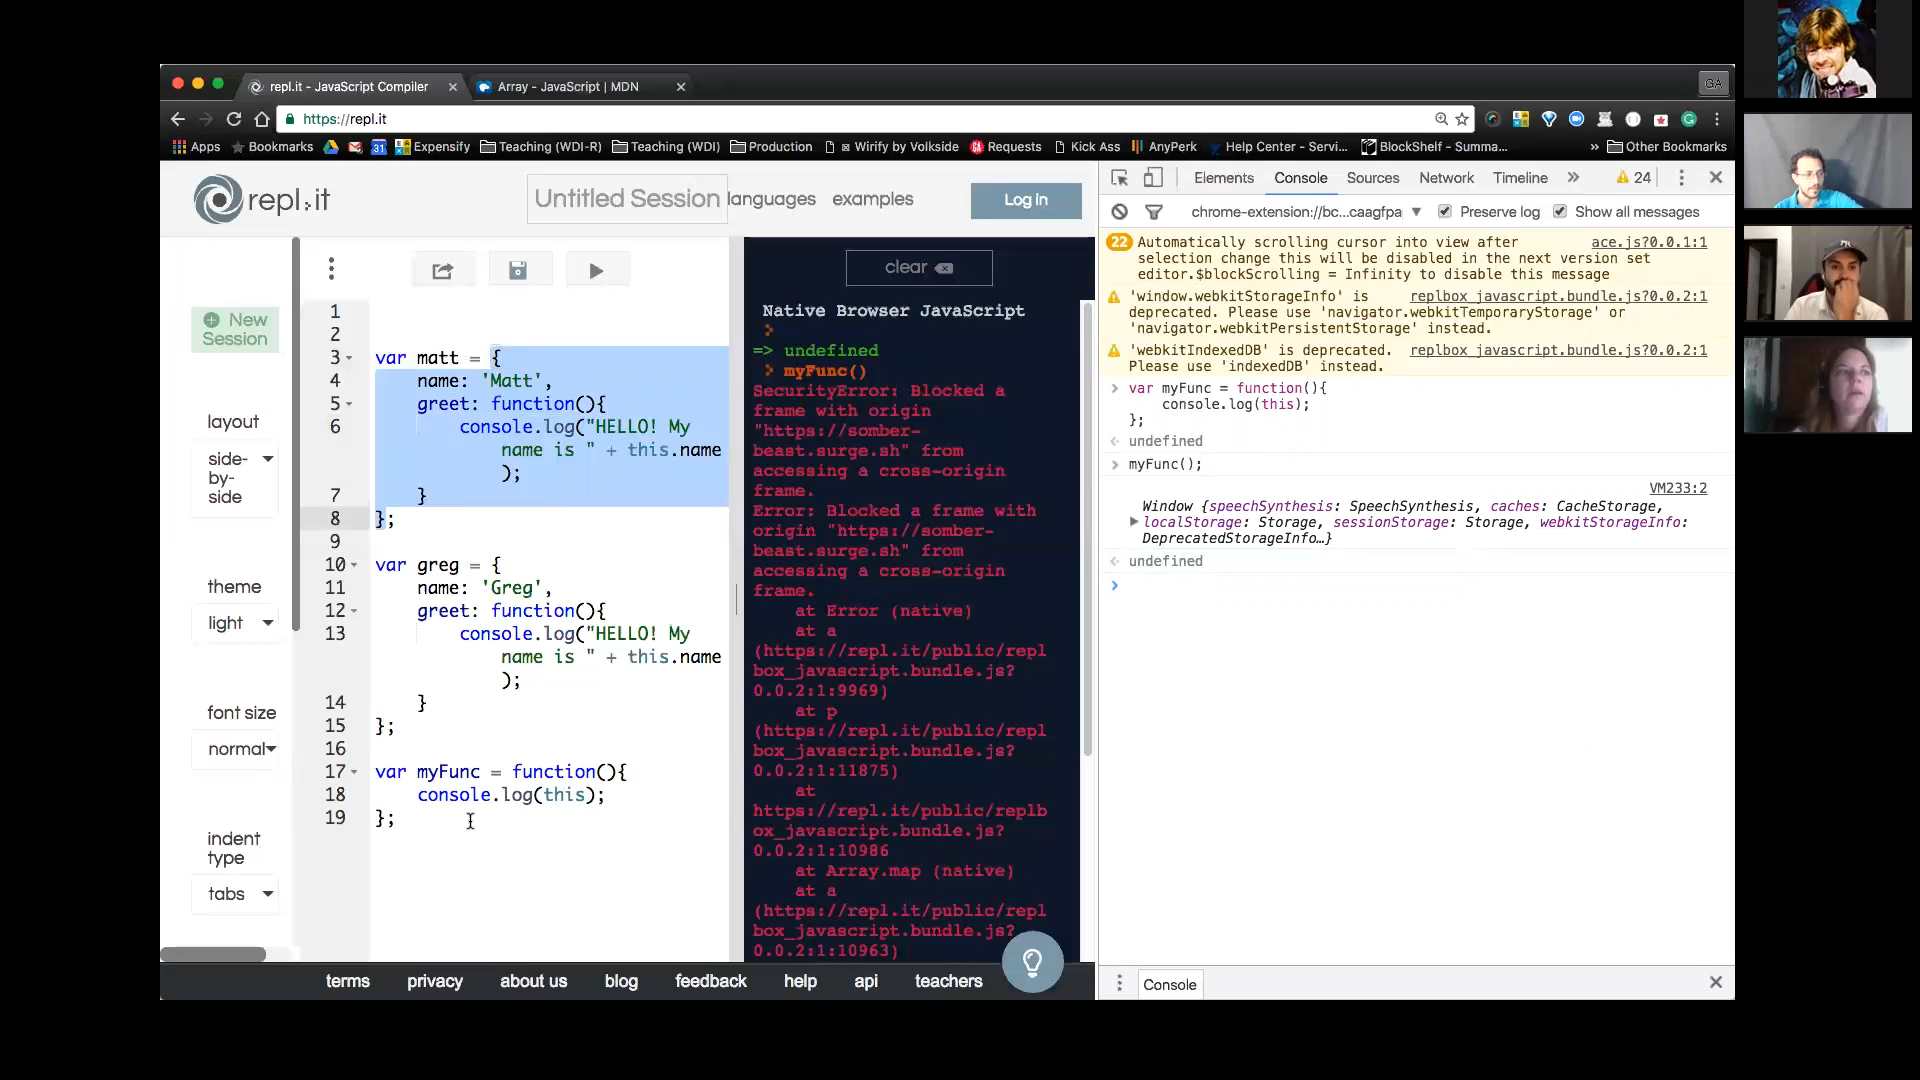 repl.it - JavaScript Compiler
Array - JavaScript | MDN
GA
https://repl.it
Apps Bookmarks 31 Expensify Teaching (WDI-R) Teaching (WDI) Production Wirify by Volkside Requests Kick Ass AnyPerk Help Center - Servi... BlockShelf - Summa... » Other Bookmarks
repl.it
Untitled Session
languages
examples
Log in
New Session
layout
side-by-side
theme
light
font size
normal
indent type
tabs
1
2
3 var matt = {
4 name: 'Matt',
5 greet: function(){
6 console.log("HELLO! My
name is " + this.name
);
7 }
8 };
9
10 var greg = {
11 name: 'Greg',
12 greet: function(){
13 console.log("HELLO! My
name is " + this.name
);
14 }
15 };
16
17 var myFunc = function(){
18 console.log(this);
19 };
clear
Native Browser JavaScript
=> undefined
myFunc()
SecurityError: Blocked a
frame with origin
"https://somber-
beast.surge.sh" from
accessing a cross-origin
frame.
Error: Blocked a frame with
origin "https://somber-
beast.surge.sh" from
accessing a cross-origin
frame.
at Error (native)
at a
(https://repl.it/public/repl
box_javascript.bundle.js?
0.0.2:1:9969)
at p
(https://repl.it/public/repl
box_javascript.bundle.js?
0.0.2:1:11875)
at
https://repl.it/public/replb
ox_javascript.bundle.js?
0.0.2:1:10986
at Array.map (native)
at a
(https://repl.it/public/repl
box_javascript.bundle.js?
0.0.2:1:10963)
Elements Console Sources Network Timeline » 24
chrome-extension://bc...caagfpa ▼ Preserve log Show all messages
22 Automatically scrolling cursor into view after ace.js?0.0.1:1
selection change this will be disabled in the next version set
editor.$blockScrolling = Infinity to disable this message
'window.webkitStorageInfo' is replbox_javascript.bundle.js?0.0.2:1
deprecated. Please use 'navigator.webkitTemporaryStorage' or
'navigator.webkitPersistentStorage' instead.
'webkitIndexedDB' is deprecated. replbox_javascript.bundle.js?0.0.2:1
Please use 'indexedDB' instead.
var myFunc = function(){
console.log(this);
};
undefined
myFunc();
VM233:2
Window {speechSynthesis: SpeechSynthesis, caches: CacheStorage,
localStorage: Storage, sessionStorage: Storage, webkitStorageInfo:
DeprecatedStorageInfo…}
undefined
Console
terms privacy about us blog feedback help api teachers